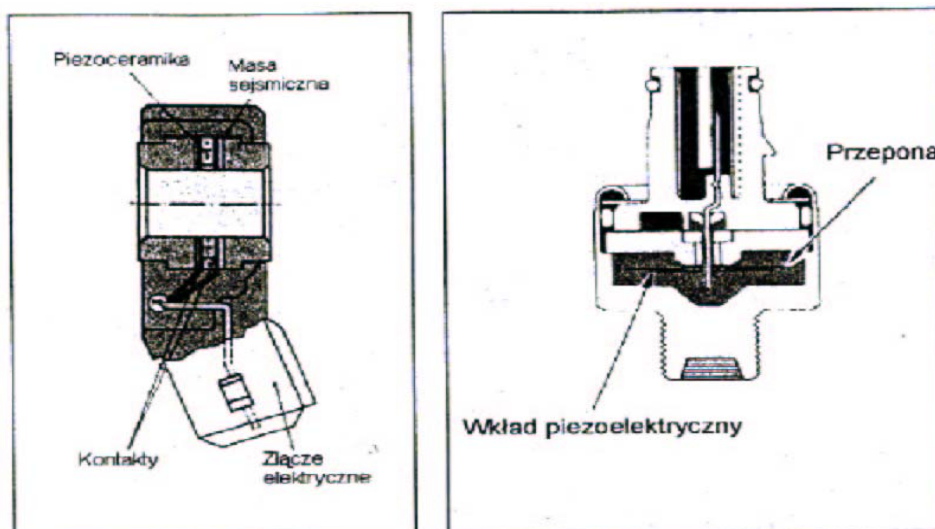 Piezoceramika
Masa
sejsmiczna
Kontakty
Złącze
elektryczne
Przepona
Wkład piezoelektryczny